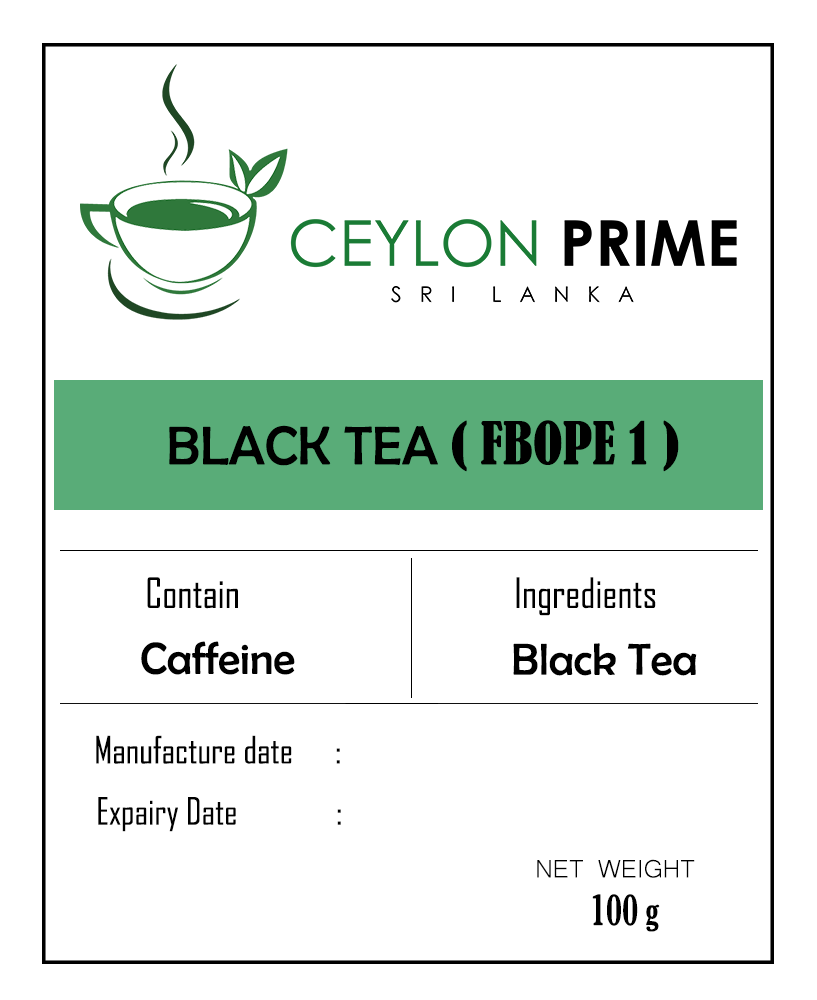 CEYLON PRIME
SRI LANKA
BLACK TEA ( FBOPE 1 )
Contain
Caffeine
Ingredients
Black Tea
Manufacture date :
Expairy Date :
NET WEIGHT
100 g